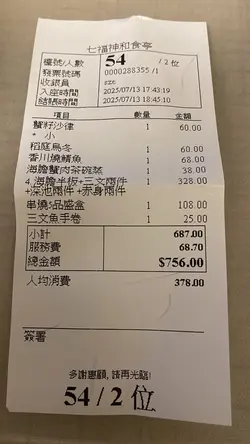 七福神和食亭
檯號/人數 54 / 2 位
發票號碼 0000288355 /1
收銀員 sze
入座時間 2025/07/13 17:43:19
結賬時間 2025/07/13 18:45:10
項目 數量 金額
蟹籽沙律 1 60.00
* 小
稻庭烏冬 1 60.00
香川燒鯖魚 1 68.00
海膽蟹肉茶碗蒸 1 38.00
4. 海膽半板+三文兩件 1 328.00
+深池兩件 +赤身兩件
串燒5品盛盒 1 108.00
三文魚手卷 1 25.00
小計 687.00
服務費 68.70
總金額 $756.00
人均消費 378.00
簽署
多謝惠顧, 請再光臨!
54 / 2 位